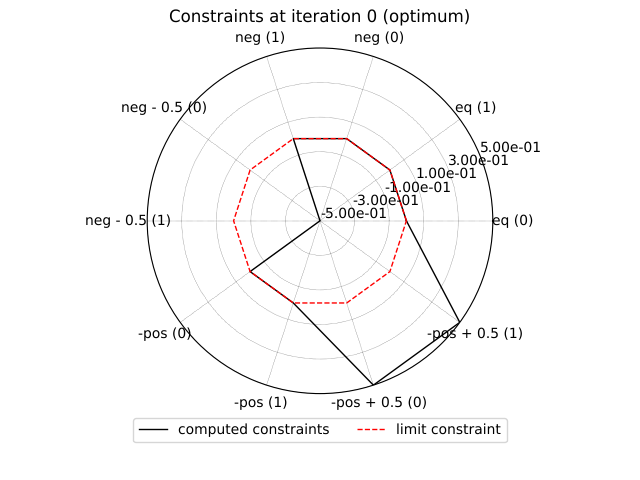 Constraints at iteration 0 (optimum)
neg (1)
neg (0)
neg - 0.5 (0)
eq (1)
5.00e-01
3.00e-01
1.00e-01
-1.00e-01
-3.00e-01
-5.00e-01
neg - 0.5 (1)
eq (0)
-pos (0)
-pos + 0.5 (1)
-pos (1)
-pos + 0.5 (0)
computed constraints
limit constraint